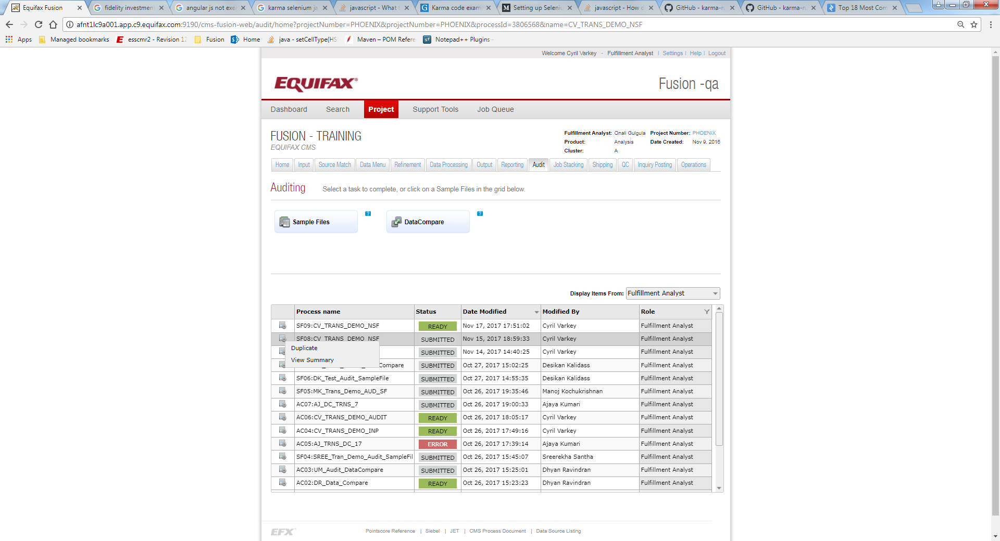 Equifax Fusion
fidelity investmen
angular js not exe
karma selenium ja
javascript - What
Karma code exam
Setting up Seleni
javascript - How d
GitHub - karma-ru
GitHub - karma-ru
Top 18 Most Com
afnt1lc9a001.app.c9.equifax.com:9190/cms-fusion-web/audit/home?projectNumber=PHOENIX&projectNumber=PHOENIX&processId=3806568&name=CV_TRANS_DEMO_NSF
Apps Managed bookmarks esscmr2 - Revision 12 Fusion Home java - setCellType(HS Maven – POM Refere Notepad++ Plugins -
Welcome Cyril Varkey - Fulfillment Analyst | Settings | Help | Logout
EQUIFAX®
Fusion -qa
Dashboard Search Project Support Tools Job Queue
FUSION - TRAINING
EQUIFAX CMS
Fulfillment Analyst: Onali Gulgula Project Number: PHOENIX
Product: Analysis Date Created: Nov 9, 2016
Cluster: A
Home Input Source Match Data Menu Refinement Data Processing Output Reporting Audit Job Stacking Shipping QC Inquiry Posting Operations
Auditing Select a task to complete, or click on a Sample Files in the grid below.
Sample Files ? DataCompare ?
Display Items From: Fulfillment Analyst
Process name Status Date Modified Modified By Role
SF09:CV_TRANS_DEMO_NSF READY Nov 17, 2017 17:51:02 Cyril Varkey Fulfillment Analyst
SF08:CV_TRANS_DEMO_NSF SUBMITTED Nov 15, 2017 18:59:33 Cyril Varkey Fulfillment Analyst
Duplicate
View Summary
SUBMITTED Nov 14, 2017 14:40:25 Cyril Varkey Fulfillment Analyst
Compare SUBMITTED Oct 27, 2017 15:02:25 Desikan Kalidass Fulfillment Analyst
SF06:DK_Test_Audit_SampleFile SUBMITTED Oct 27, 2017 14:55:35 Desikan Kalidass Fulfillment Analyst
SF05:MK_Trans_Demo_AUD_SF SUBMITTED Oct 26, 2017 19:35:46 Manoj Kochukrishnan Fulfillment Analyst
AC07:AJ_DC_TRNS_7 SUBMITTED Oct 26, 2017 19:00:33 Ajaya Kumari Fulfillment Analyst
AC06:CV_TRANS_DEMO_AUDIT READY Oct 26, 2017 18:05:17 Cyril Varkey Fulfillment Analyst
AC04:CV_TRANS_DEMO_INP READY Oct 26, 2017 17:49:16 Cyril Varkey Fulfillment Analyst
AC05:AJ_TRNS_DC_17 ERROR Oct 26, 2017 17:39:14 Ajaya Kumari Fulfillment Analyst
SF04:SREE_Tran_Demo_Audit_SampleFil SUBMITTED Oct 26, 2017 15:45:07 Sreerekha Santha Fulfillment Analyst
AC03:UM_Audit_DataCompare SUBMITTED Oct 26, 2017 15:25:01 Dhyan Ravindran Fulfillment Analyst
AC02:DR_Data_Compare READY Oct 26, 2017 15:23:23 Dhyan Ravindran Fulfillment Analyst
EFX Pointscore Reference | Siebel | JET | CMS Process Document | Data Source Listing